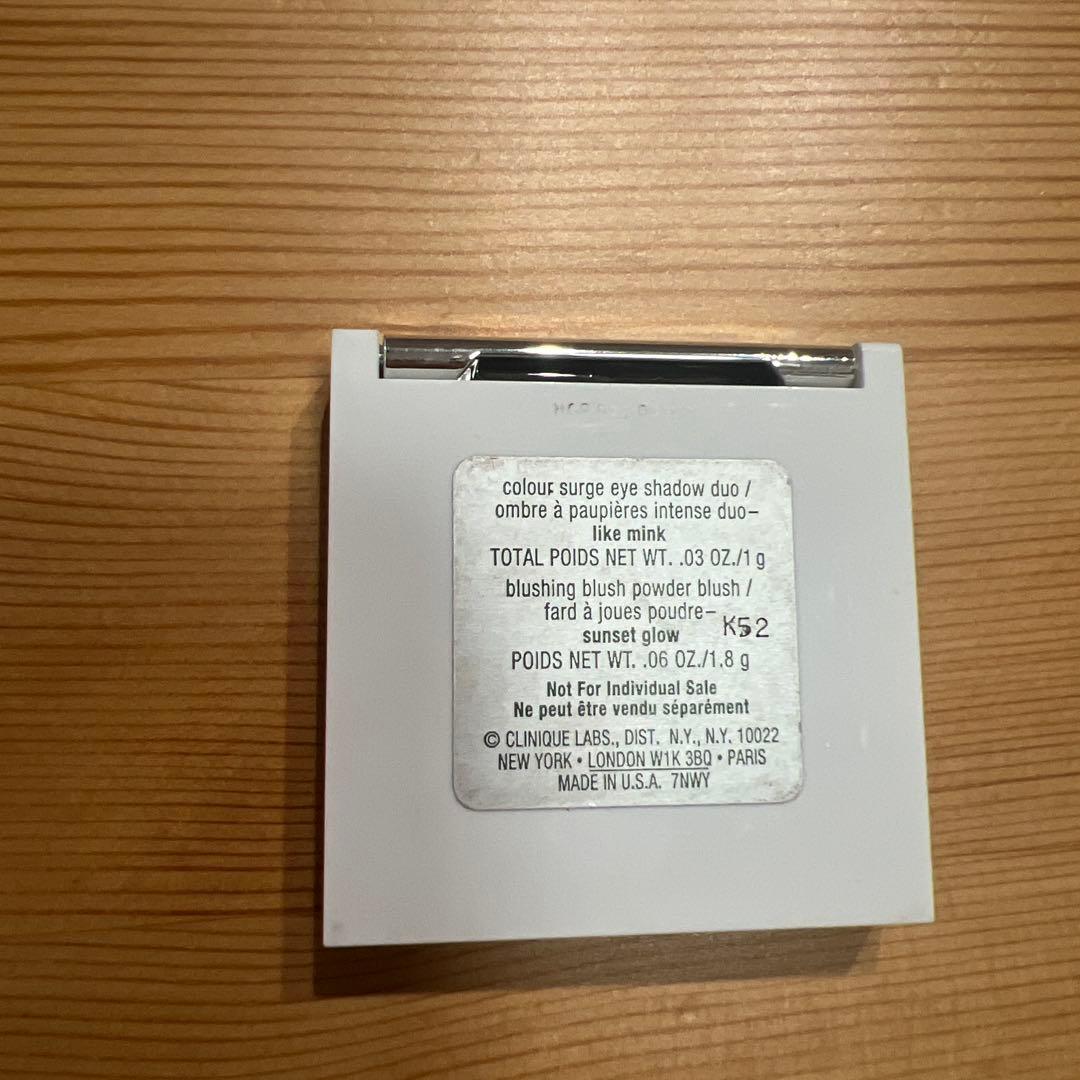 colour surge eye shadow duo /
ombre à paupières intense duo–
like mink
TOTAL POIDS NET WT. .03 OZ./1 g
blushing blush powder blush /
fard à joues poudre–
sunset glow K52
POIDS NET WT. .06 OZ./1.8 g
Not For Individual Sale
Ne peut être vendu séparément
© CLINIQUE LABS., DIST. N.Y., N.Y. 10022
NEW YORK • LONDON W1K 3BQ • PARIS
MADE IN U.S.A. 7NWY